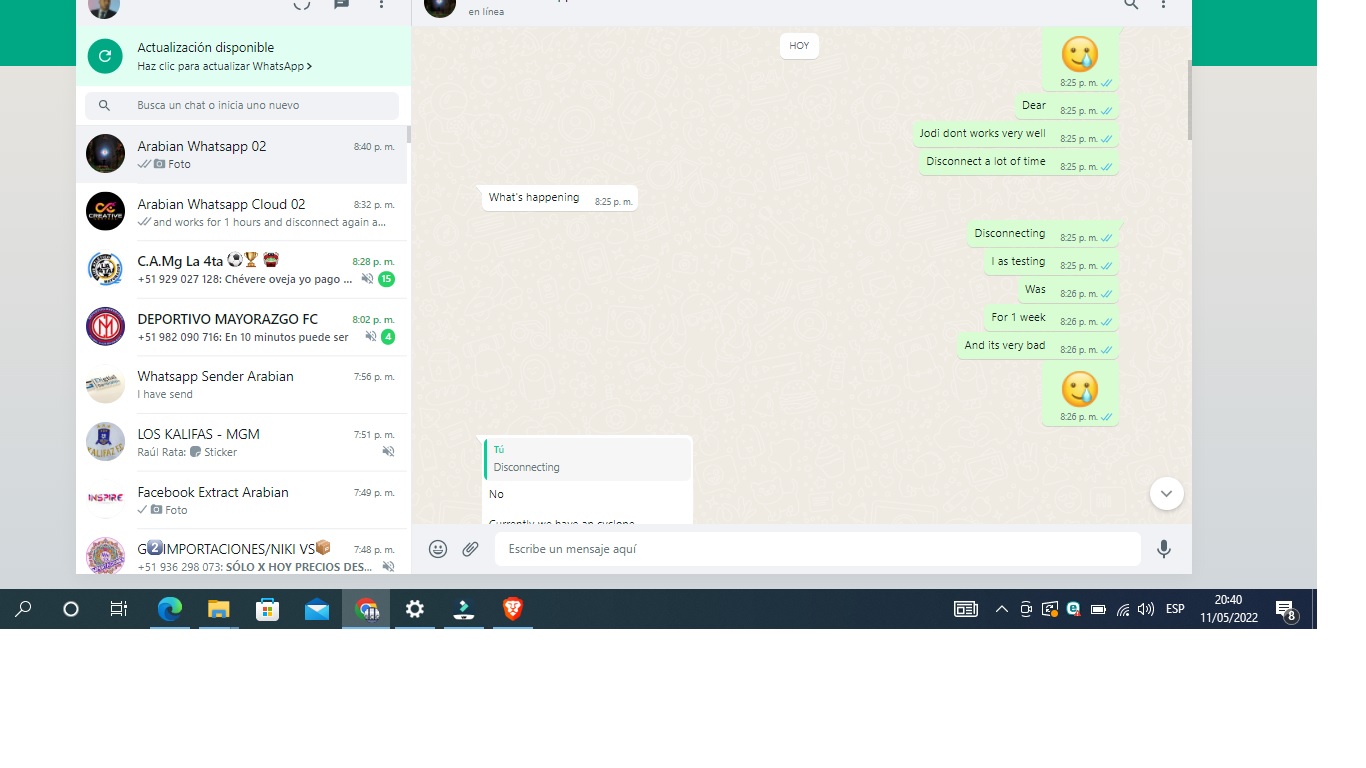 en línea
Actualización disponible
Haz clic para actualizar WhatsApp
Busca un chat o inicia uno nuevo
Arabian Whatsapp 02
8:40 p. m.
Foto
CREATIVE
Arabian Whatsapp Cloud 02
8:32 p. m.
and works for 1 hours and disconnect again a...
C.A.Mg La 4ta
8:28 p. m.
+51 929 027 128: Chévere oveja yo pago ...
15
DEPORTIVO MAYORAZGO FC
8:02 p. m.
+51 982 090 716: En 10 minutos puede ser
4
Whatsapp Sender Arabian
7:56 p. m.
I have send
LOS KALIFAS - MGM
7:51 p. m.
Raúl Rata: Sticker
INSPIRE
Facebook Extract Arabian
7:49 p. m.
Foto
G2IMPORTACIONES/NIKI VS
7:48 p. m.
+51 936 298 073: SÓLO X HOY PRECIOS DES...
HOY
8:25 p. m.
Dear 8:25 p. m.
Jodi dont works very well 8:25 p. m.
Disconnect a lot of time 8:25 p. m.
What's happening 8:25 p. m.
Disconnecting 8:25 p. m.
I as testing 8:25 p. m.
Was 8:26 p. m.
For 1 week 8:26 p. m.
And its very bad 8:26 p. m.
8:26 p. m.
Tú
Disconnecting
No
Currently we have an cyclone
Escribe un mensaje aquí
ESP
20:40
11/05/2022
8